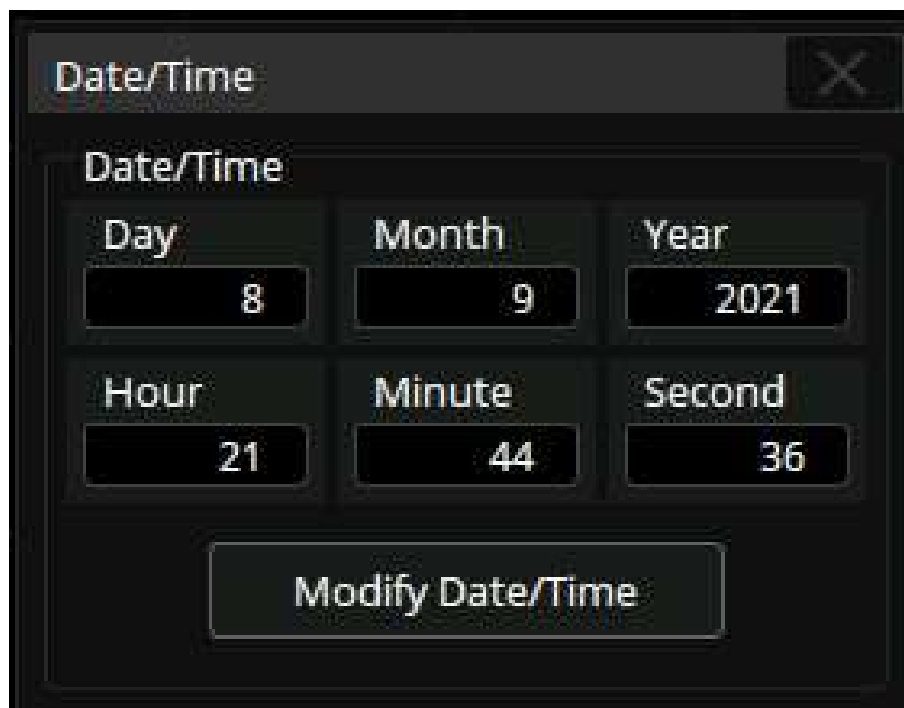 Date/Time
Date/Time
Day Month Year
8 9 2021
Hour Minute Second
21 44 36
Modify Date/Time